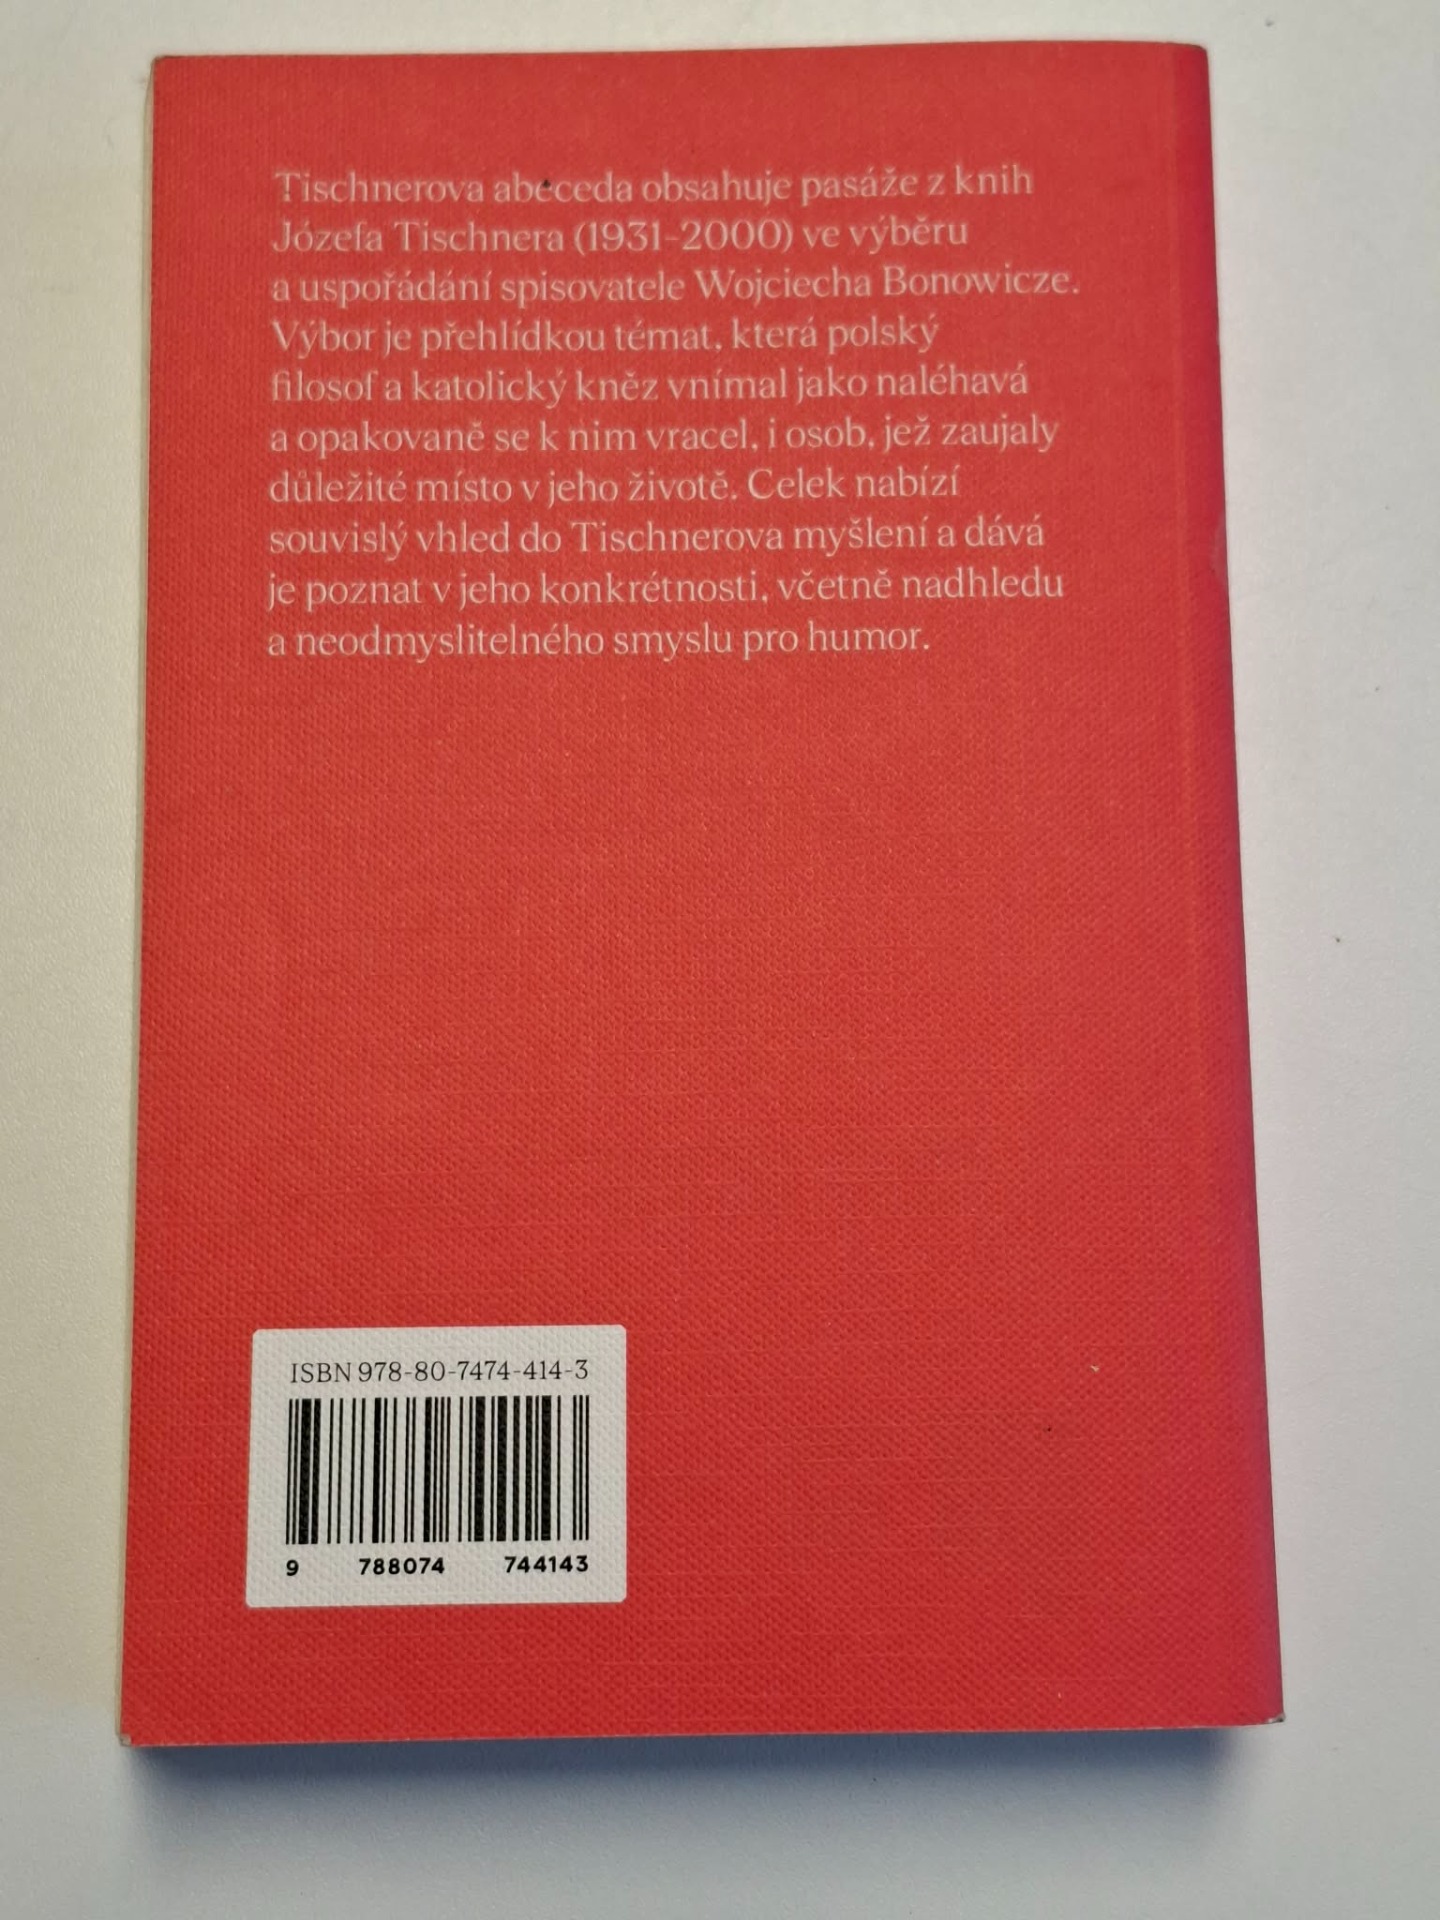 Tischnerova abeceda obsahuje pasáže z knih
Józefa Tischnera (1931–2000) ve výběru
a uspořádání spisovatele Wojciecha Bonowicze.
Výbor je přehlídkou témat, která polský
filosof a katolický kněz vnímal jako naléhavá
a opakovaně se k nim vracel, i osob, jež zaujaly
důležité místo v jeho životě. Celek nabízí
souvislý vhled do Tischnerova myšlení a dává
je poznat v jeho konkrétnosti, včetně nadhledu
a neodmyslitelného smyslu pro humor.
ISBN 978-80-7474-414-3
9 788074 744143